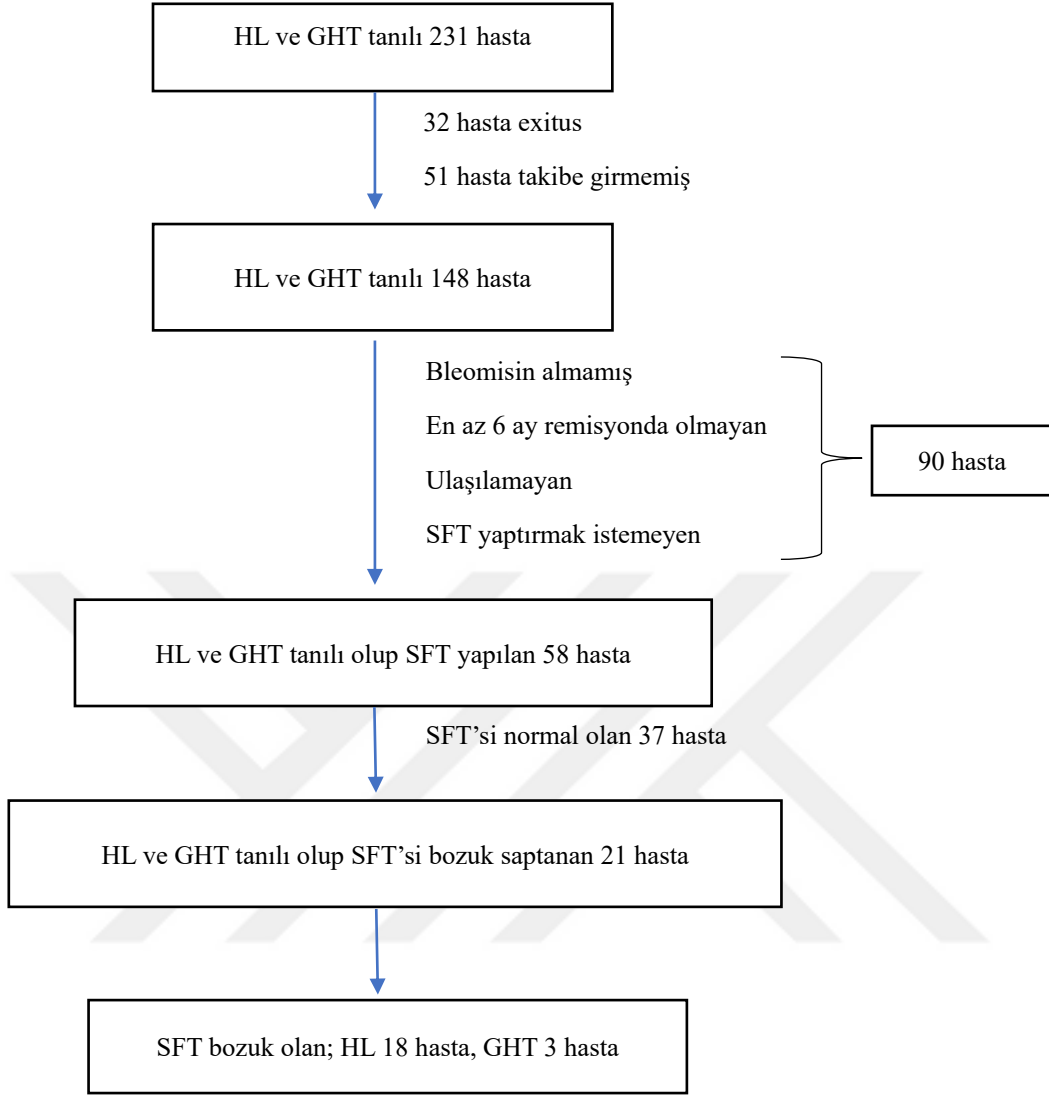 HL ve GHT tanılı 231 hasta
32 hasta exitus
51 hasta takibe girmemiş
HL ve GHT tanılı 148 hasta
Bleomisin almamış
En az 6 ay remisyonda olmayan
Ulaşılamayan
SFT yaptırmak istemeyen
90 hasta
HL ve GHT tanılı olup SFT yapılan 58 hasta
SFT’si normal olan 37 hasta
HL ve GHT tanılı olup SFT’si bozuk saptanan 21 hasta
SFT bozuk olan; HL 18 hasta, GHT 3 hasta